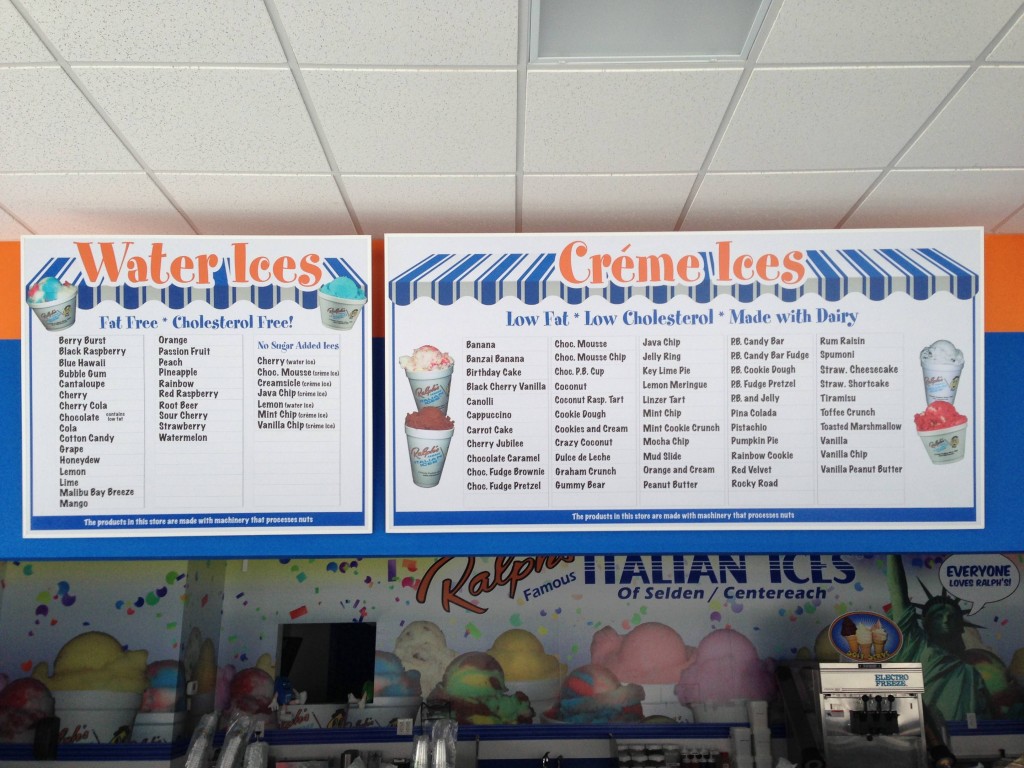 Water Ices
Fat Free * Cholesterol Free!
Berry Burst
Black Raspberry
Blue Hawaii
Bubble Gum
Cantaloupe
Cherry
Cherry Cola
Chocolate contains low fat
Cola
Cotton Candy
Grape
Honeydew
Lemon
Lime
Malibu Bay Breeze
Mango
Orange
Passion Fruit
Peach
Pineapple
Rainbow
Red Raspberry
Root Beer
Sour Cherry
Strawberry
Watermelon
No Sugar Added Ices
Cherry (water ice)
Choc. Mousse (créme ice)
Creamsicle (créme ice)
Java Chip (créme ice)
Lemon (water ice)
Mint Chip (créme ice)
Vanilla Chip (créme ice)
The products in this store are made with machinery that processes nuts
Créme Ices
Low Fat * Low Cholesterol * Made with Dairy
Banana
Banzai Banana
Birthday Cake
Black Cherry Vanilla
Canolli
Cappuccino
Carrot Cake
Cherry Jubilee
Chocolate Caramel
Choc. Fudge Brownie
Choc. Fudge Pretzel
Choc. Mousse
Choc. Mousse Chip
Choc. P.B. Cup
Coconut
Coconut Rasp. Tart
Cookie Dough
Cookies and Cream
Crazy Coconut
Dulce de Leche
Graham Crunch
Gummy Bear
Java Chip
Jelly Ring
Key Lime Pie
Lemon Meringue
Linzer Tart
Mint Chip
Mint Cookie Crunch
Mocha Chip
Mud Slide
Orange and Cream
Peanut Butter
P.B. Candy Bar
P.B. Candy Bar Fudge
P.B. Cookie Dough
P.B. Fudge Pretzel
P.B. and Jelly
Pina Colada
Pistachio
Pumpkin Pie
Rainbow Cookie
Red Velvet
Rocky Road
Rum Raisin
Spumoni
Straw. Cheesecake
Straw. Shortcake
Tiramisu
Toffee Crunch
Toasted Marshmallow
Vanilla
Vanilla Chip
Vanilla Peanut Butter
The products in this store are made with machinery that processes nuts
Ralph's
Famous
ITALIAN ICES
Of Selden / Centereach
EVERYONE
LOVES RALPH'S!
ELECTRO
FREEZE